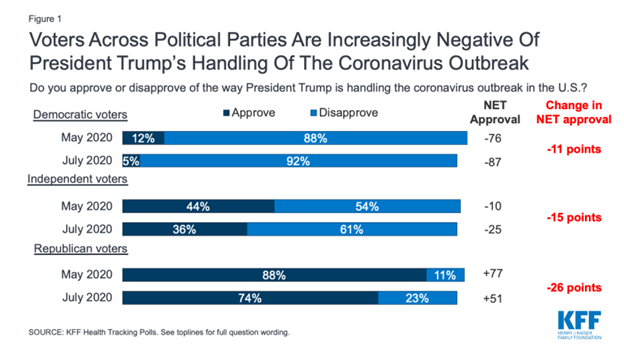 Figure 1
Voters Across Political Parties Are Increasingly Negative Of
President Trump's Handling Of The Coronavirus Outbreak
Do you approve or disapprove of the way President Trump is handling the coronavirus outbreak in the U.S.?
Democratic voters
Approve Disapprove
NET Approval
Change in NET approval
May 2020 12% 88% -76
July 2020 5% 92% -87
-11 points
Independent voters
May 2020 44% 54% -10
July 2020 36% 61% -25
-15 points
Republican voters
May 2020 88% 11% +77
July 2020 74% 23% +51
-26 points
SOURCE: KFF Health Tracking Polls. See toplines for full question wording.
KFF
HENRY J KAISER
FAMILY FOUNDATION